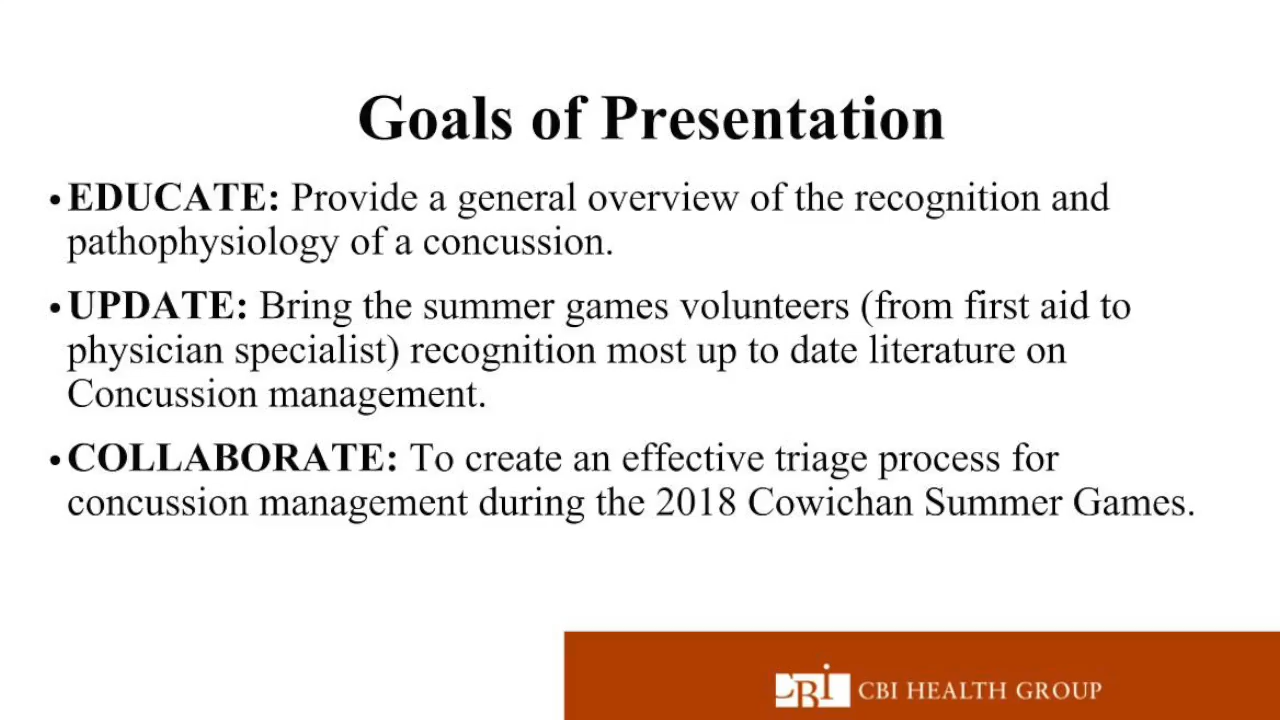 Goals of Presentation
• EDUCATE: Provide a general overview of the recognition and
pathophysiology of a concussion.
• UPDATE: Bring the summer games volunteers (from first aid to
physician specialist) recognition most up to date literature on
Concussion management.
• COLLABORATE: To create an effective triage process for
concussion management during the 2018 Cowichan Summer Games.
CBI CBI HEALTH GROUP